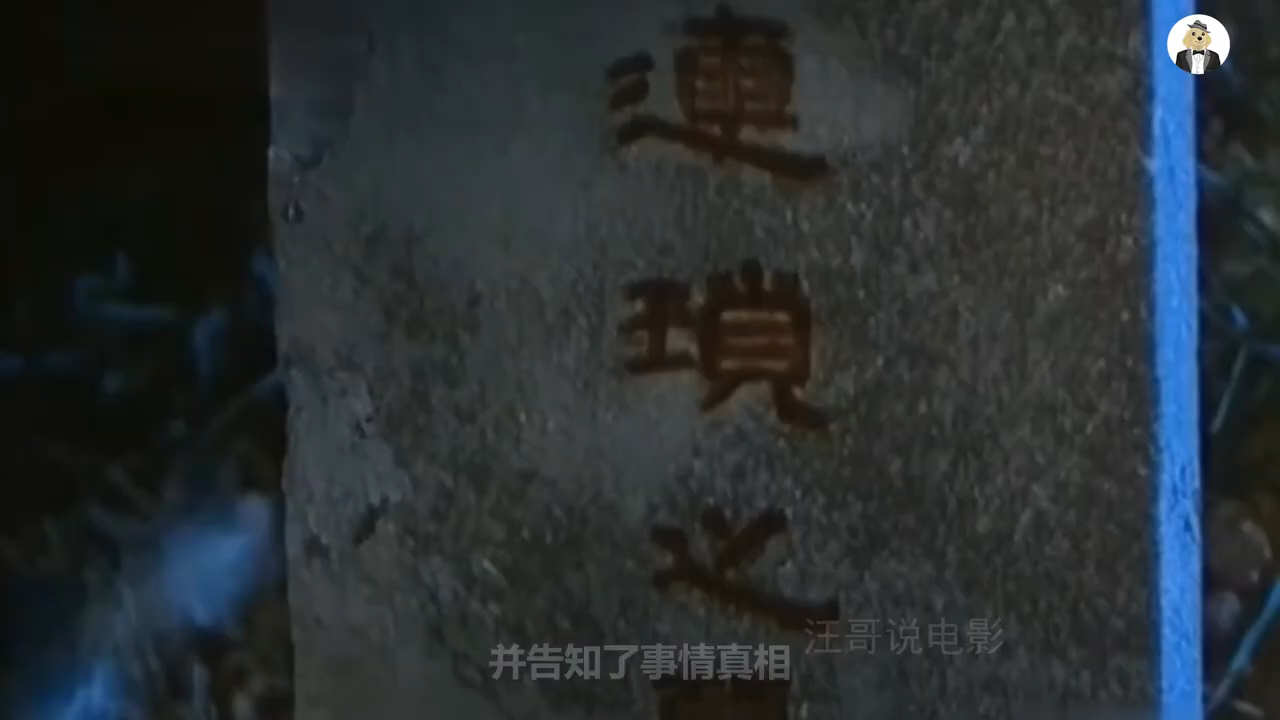 連瑣之
汪哥说电影
并告知了事情真相